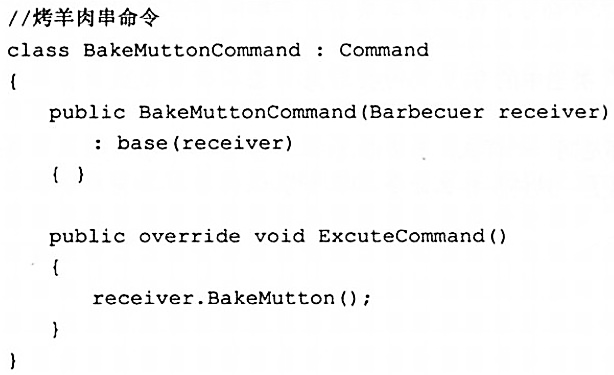 //烤羊肉串命令
class BakeMuttonCommand : Command
{
    public BakeMuttonCommand(Barbecuer receiver)
        : base(receiver)
    { }

    public override void ExcuteCommand()
    {
        receiver.BakeMutton();
    }
}